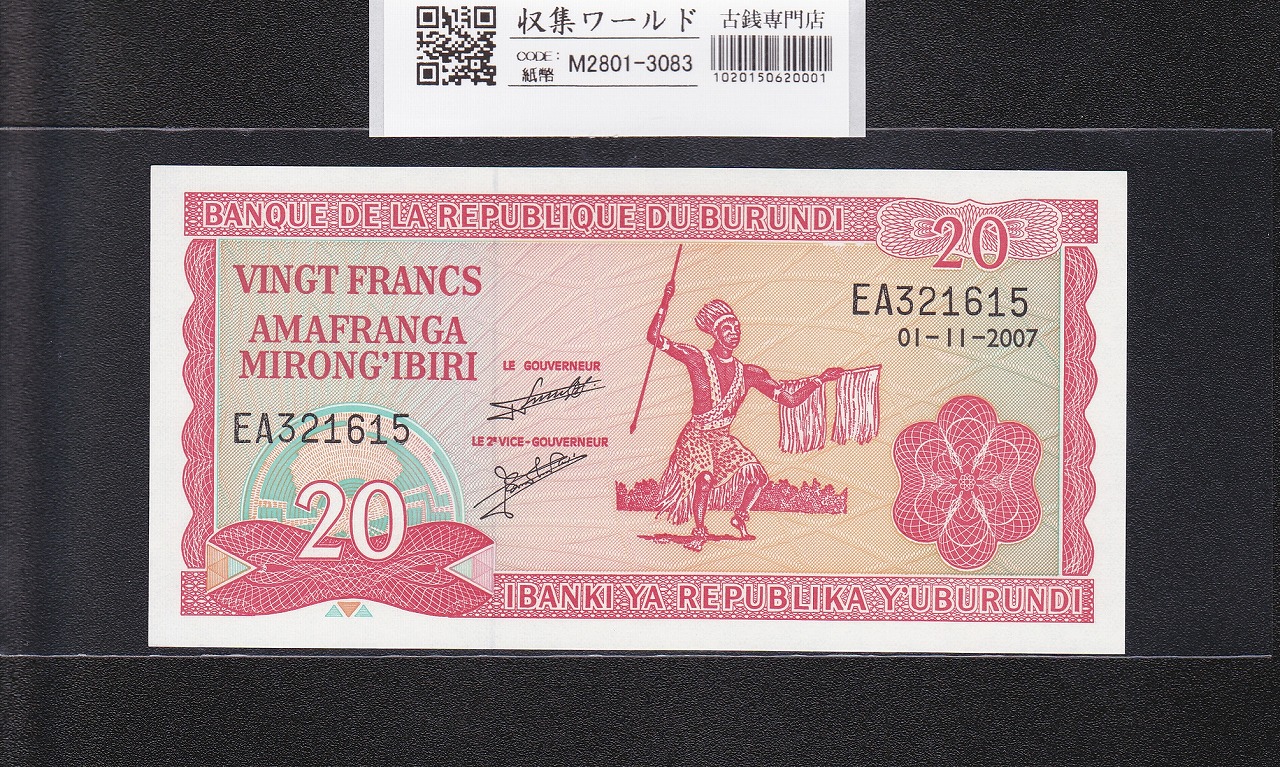 収集ワールド
古銭専門店
CODE:
紙幣
M2801-3083
1020150620001
BANQUE DE LA REPUBLIQUE DU BURUNDI
20
VINGT FRANCS
AMAFRANGA
MIRONG'IBIRI
EA321615
01-11-2007
LE GOUVERNEUR
EA321615
LE 2e VICE-GOUVERNEUR
20
IBANKI YA REPUBLIKA Y'UBURUNDI